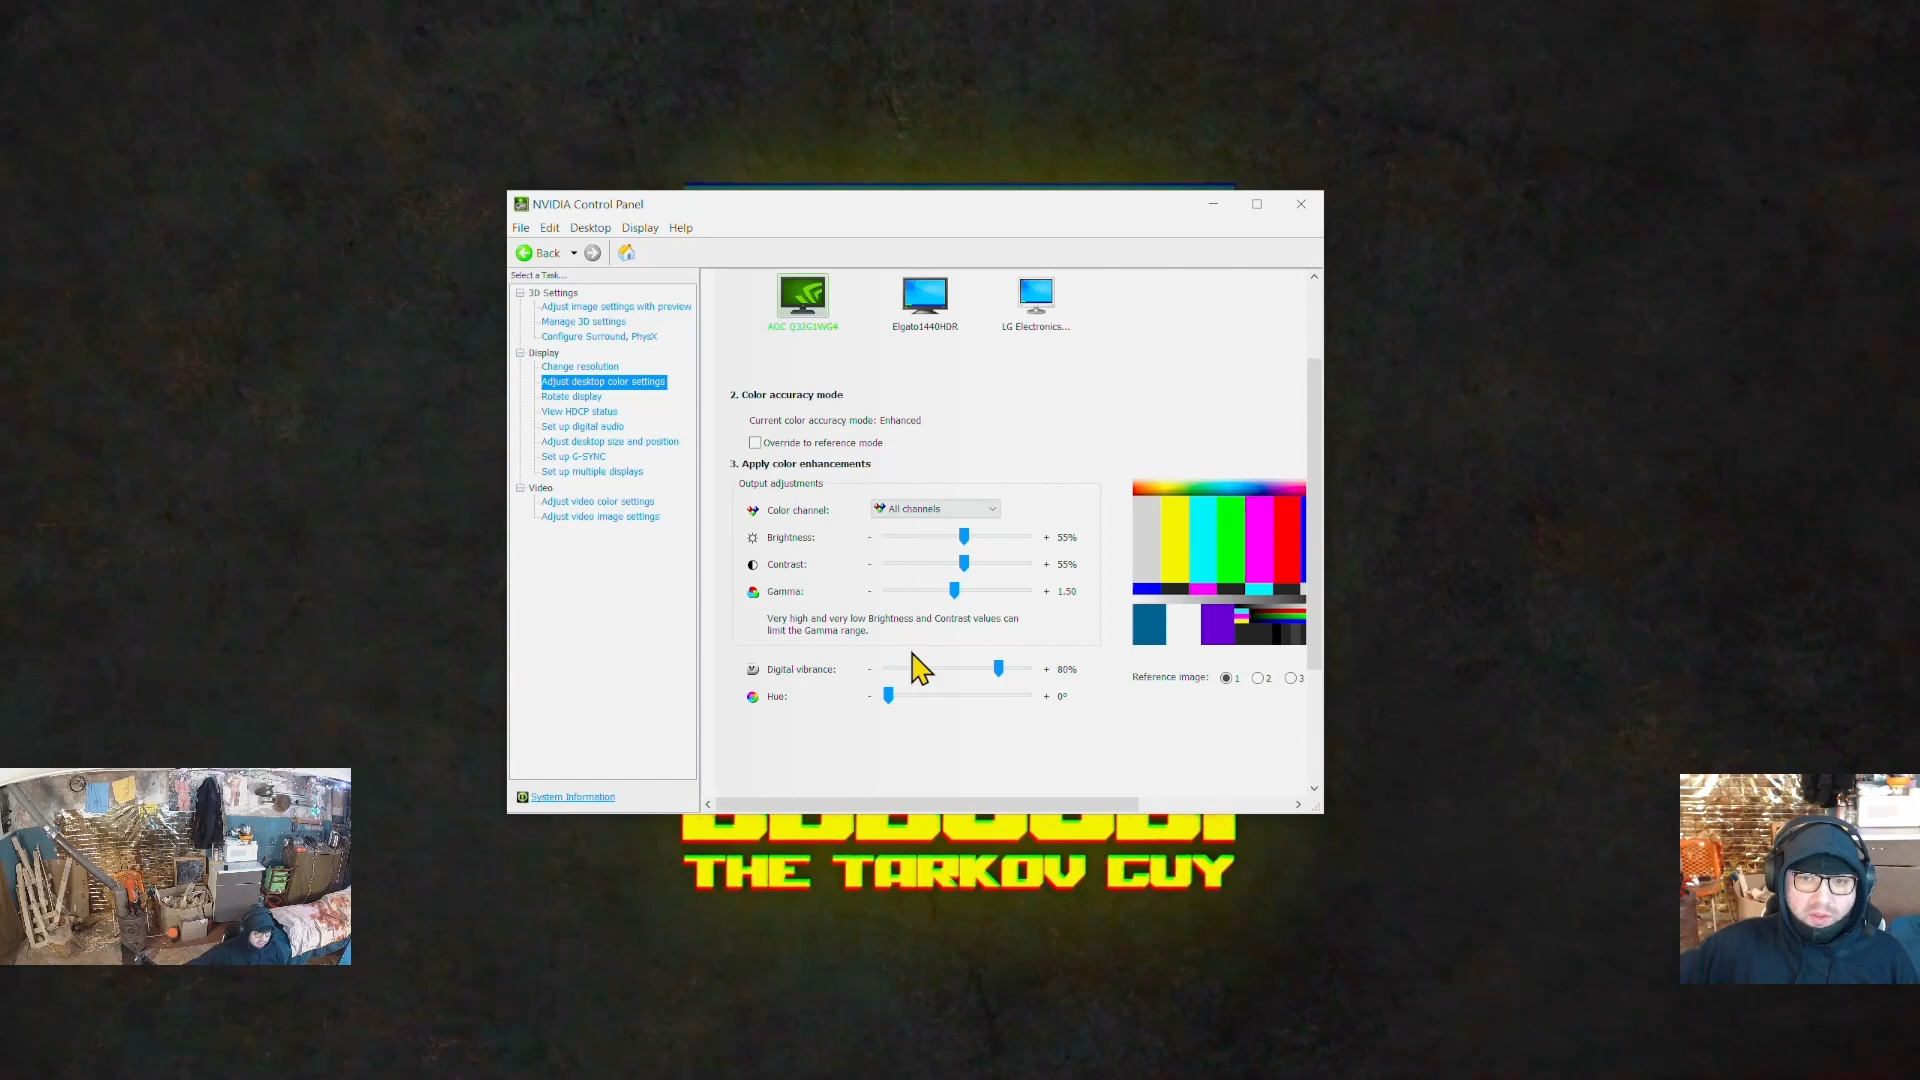 NVIDIA Control Panel
File Edit Desktop Display Help
Back
Select a Task...
3D Settings
Adjust image settings with preview
Manage 3D settings
Configure Surround, PhysX
Display
Change resolution
Adjust desktop color settings
Rotate display
View HDCP status
Set up digital audio
Adjust desktop size and position
Set up G-SYNC
Set up multiple displays
Video
Adjust video color settings
Adjust video image settings
System Information
AOC Q32G1WG4 Elgato1440HDR LG Electronics...
2. Color accuracy mode
Current color accuracy mode: Enhanced
Override to reference mode
3. Apply color enhancements
Output adjustments
Color channel: All channels
Brightness: - + 55%
Contrast: - + 55%
Gamma: - + 1.50
Very high and very low Brightness and Contrast values can
limit the Gamma range.
Digital vibrance: - + 80%
Hue: - + 0°
Reference image: 1 2 3
THE TARKOV GUY